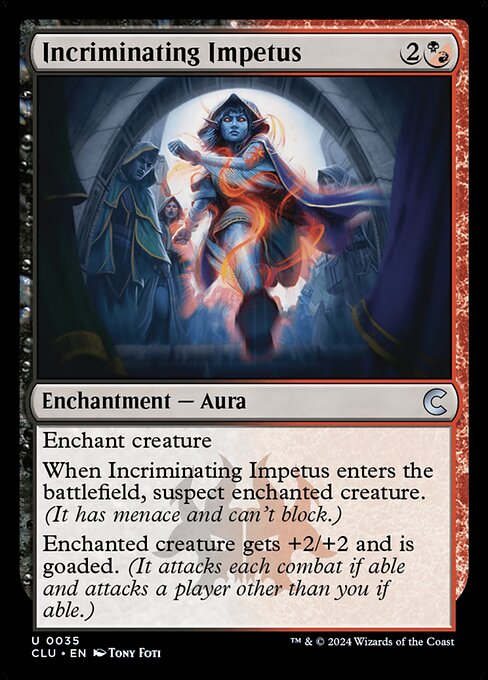 Incriminating Impetus 2
Enchantment — Aura
Enchant creature
When Incriminating Impetus enters the
battlefield, suspect enchanted creature.
(It has menace and can't block.)
Enchanted creature gets +2/+2 and is
goaded. (It attacks each combat if able
and attacks a player other than you if
able.)
U 0035
™ & © 2024 Wizards of the Coast
CLU • EN Tony Foti